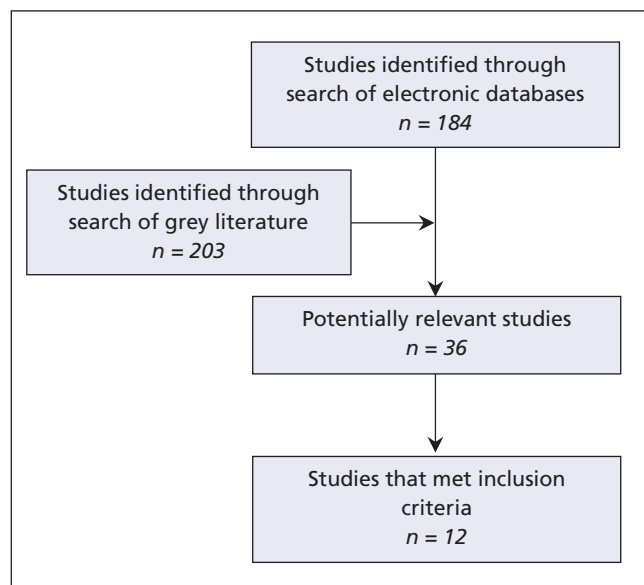 Studies identified through
search of electronic databases
n = 184
Studies identified through
search of grey literature
n = 203
Potentially relevant studies
n = 36
Studies that met inclusion
criteria
n = 12